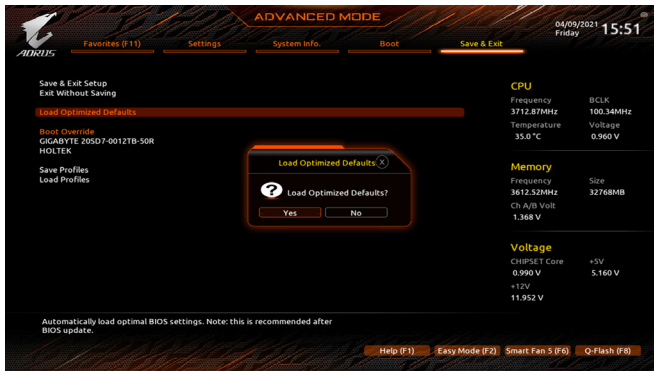 ADVANCED MODE
04/09/2021 Friday 15:51
AORUS
Favorites (F11) Settings System Info. Boot Save & Exit
Save & Exit Setup
Exit Without Saving
Load Optimized Defaults
Boot Override
GIGABYTE 20SD7-0012TB-50R
HOLTEK
Save Profiles
Load Profiles
Load Optimized Defaults X
? Load Optimized Defaults?
Yes No
CPU
Frequency BCLK
3712.87MHz 100.34MHz
Temperature Voltage
35.0 °C 0.960 V
Memory
Frequency Size
3612.52MHz 32768MB
Ch A/B Volt
1.368 V
Voltage
CHIPSET Core +5V
0.990 V 5.160 V
+12V
11.952 V
Automatically load optimal BIOS settings. Note: this is recommended after
BIOS update.
Help (F1) Easy Mode (F2) Smart Fan 5 (F6) Q-Flash (F8)